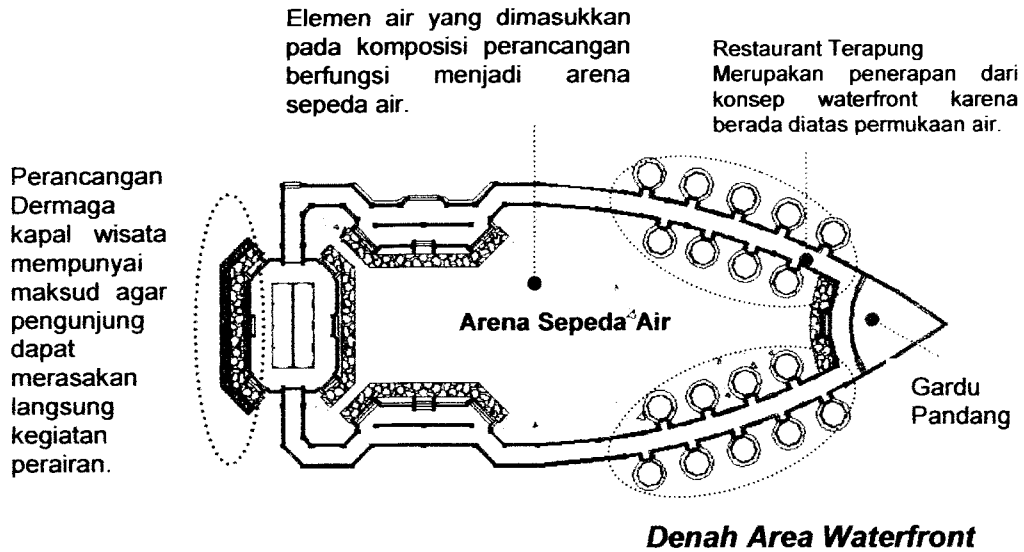 Elemen air yang dimasukkan
pada komposisi perancangan
berfungsi menjadi arena
sepeda air.
Restaurant Terapung
Merupakan penerapan dari
konsep waterfront karena
berada diatas permukaan air.
Perancangan
Dermaga
kapal wisata
mempunyai
maksud agar
pengunjung
dapat
merasakan
langsung
kegiatan
perairan.
Arena Sepeda Air
Gardu
Pandang
Denah Area Waterfront